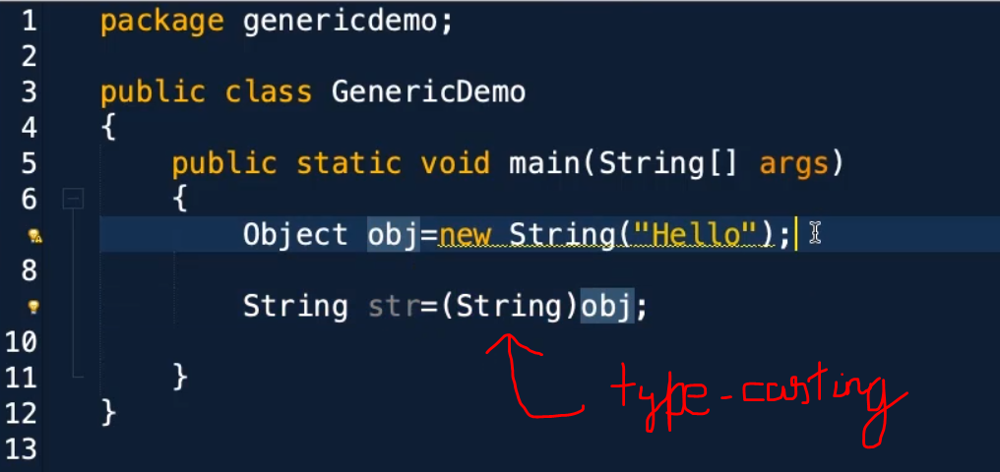 1 package genericdemo;
2
3 public class GenericDemo
4 {
5 public static void main(String[] args)
6 {
Object obj=new String("Hello");
8
String str=(String)obj;
10
11 }
12 }
13
type-casting